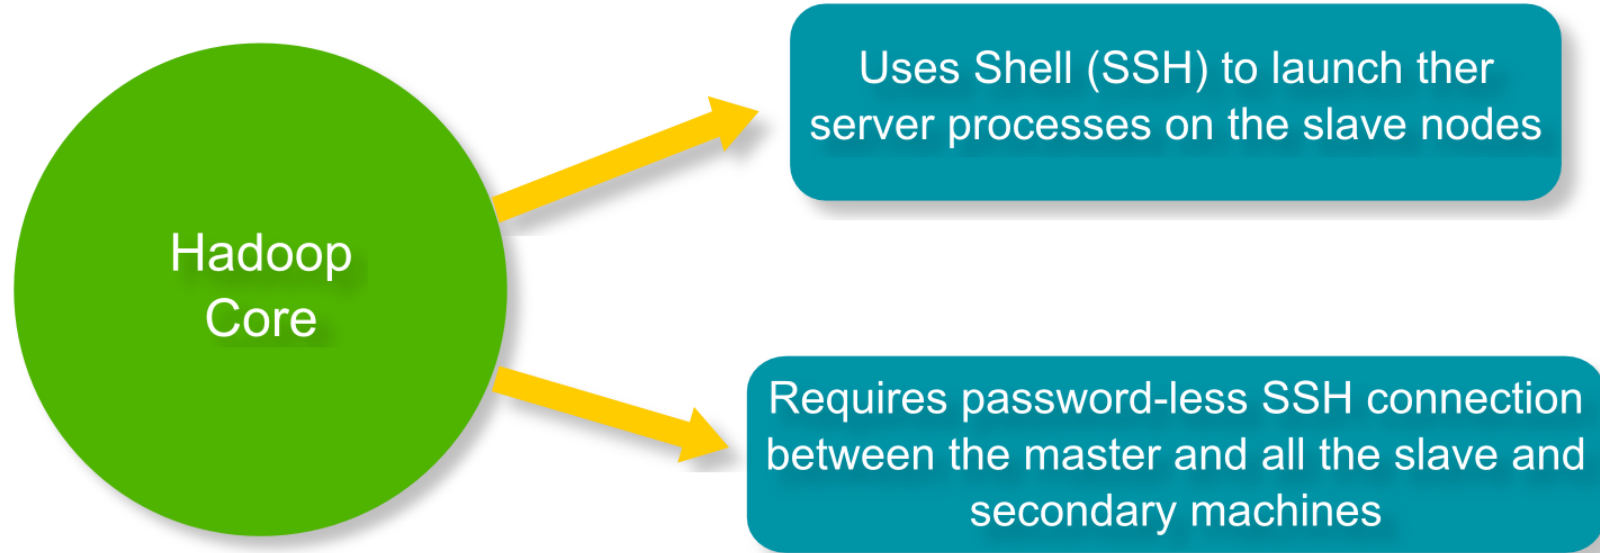 Hadoop
Core
Uses Shell (SSH) to launch ther
server processes on the slave nodes
Requires password-less SSH connection
between the master and all the slave and
secondary machines